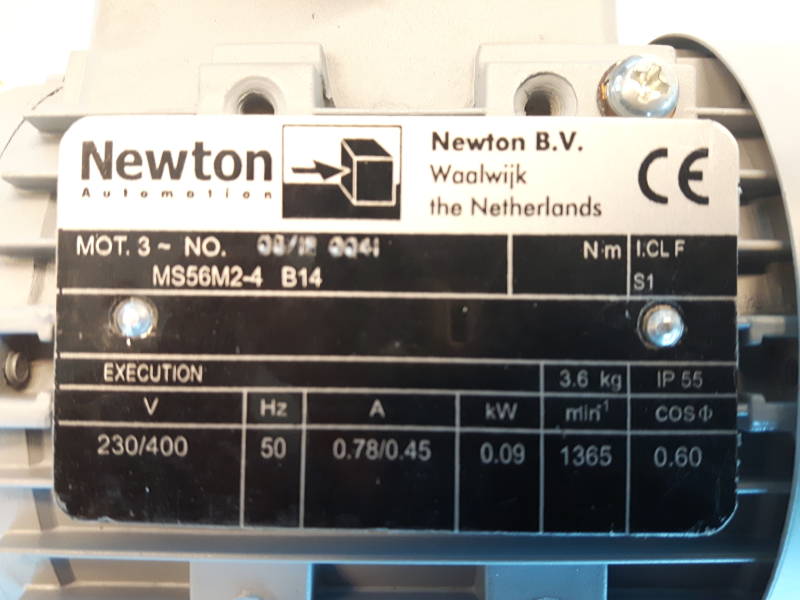 Newton
Automation
Newton B.V.
Waalwijk
the Netherlands
CE
MOT. 3 ~ NO. 0041
MS56M2-4 B14
N·m
I.CL F
S1
EXECUTION 3.6 kg IP 55
V Hz A kW min⁻¹ COSΦ
230/400 50 0.78/0.45 0.09 1365 0.60